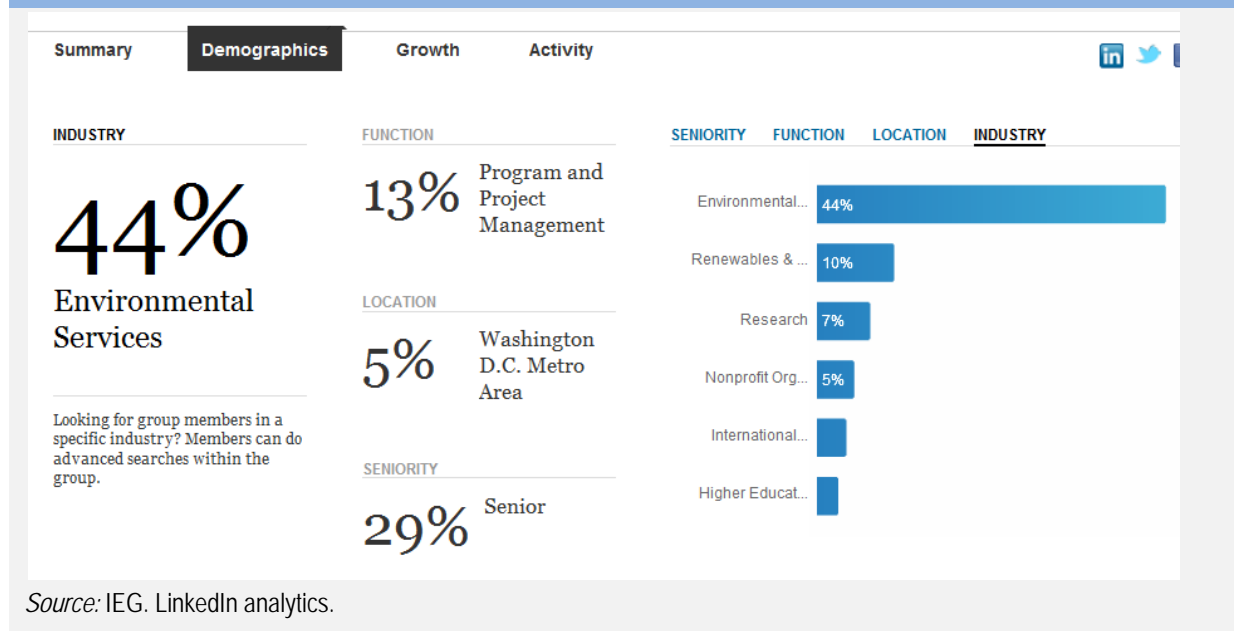 Summary Demographics Growth Activity
in
INDUSTRY
44%
Environmental
Services
Looking for group members in a
specific industry? Members can do
advanced searches within the
group.
FUNCTION
13%
Program and
Project
Management
LOCATION
5%
Washington
D.C. Metro
Area
SENIORITY
29%
Senior
SENIORITY FUNCTION LOCATION INDUSTRY
Environmental... 44%
Renewables & ... 10%
Research 7%
Nonprofit Org... 5%
International...
Higher Educat...
Source: IEG. LinkedIn analytics.